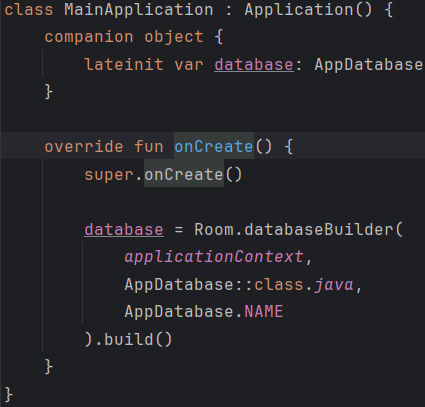 class MainApplication : Application() {
    companion object {
        lateinit var database: AppDatabase
    }

    override fun onCreate() {
        super.onCreate()

        database = Room.databaseBuilder(
            applicationContext,
            AppDatabase::class.java,
            AppDatabase.NAME
        ).build()
    }
}